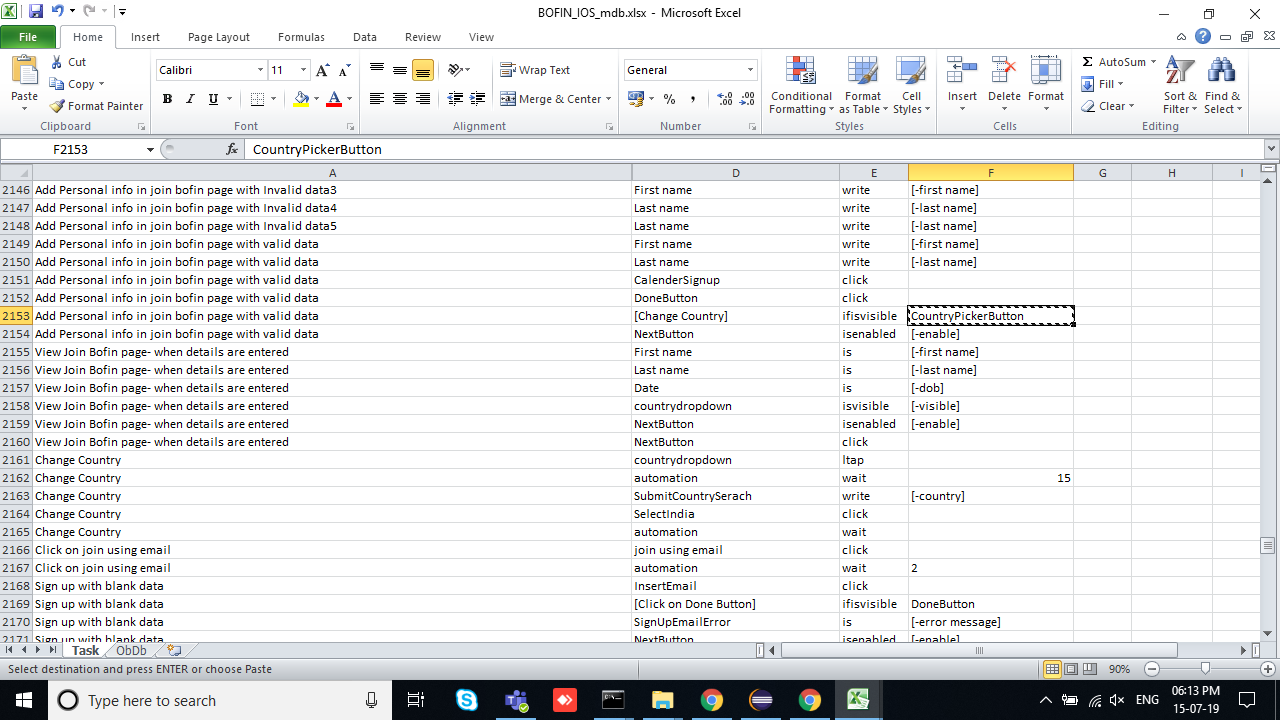 BOFIN_IOS_mdb.xlsx - Microsoft Excel
File Home Insert Page Layout Formulas Data Review View
Paste Cut Copy Format Painter Clipboard
Calibri 11 A A B I U A Font
Wrap Text Merge & Center Alignment
General % , .00 .0 Number
Conditional Formatting Format as Table Cell Styles Styles
Insert Delete Format Cells
Σ AutoSum Fill Clear Sort & Filter Find & Select Editing
F2153 fx CountryPickerButton
A D E F G H I
2146 Add Personal info in join bofin page with Invalid data3 First name write [-first name]
2147 Add Personal info in join bofin page with Invalid data4 Last name write [-last name]
2148 Add Personal info in join bofin page with Invalid data5 Last name write [-last name]
2149 Add Personal info in join bofin page with valid data First name write [-first name]
2150 Add Personal info in join bofin page with valid data Last name write [-last name]
2151 Add Personal info in join bofin page with valid data CalenderSignup click
2152 Add Personal info in join bofin page with valid data DoneButton click
2153 Add Personal info in join bofin page with valid data [Change Country] ifisvisible CountryPickerButton
2154 Add Personal info in join bofin page with valid data NextButton isenabled [-enable]
2155 View Join Bofin page- when details are entered First name is [-first name]
2156 View Join Bofin page- when details are entered Last name is [-last name]
2157 View Join Bofin page- when details are entered Date is [-dob]
2158 View Join Bofin page- when details are entered countrydropdown isvisible [-visible]
2159 View Join Bofin page- when details are entered NextButton isenabled [-enable]
2160 View Join Bofin page- when details are entered NextButton click
2161 Change Country countrydropdown ltap
2162 Change Country automation wait 15
2163 Change Country SubmitCountrySerach write [-country]
2164 Change Country SelectIndia click
2165 Change Country automation wait
2166 Click on join using email join using email click
2167 Click on join using email automation wait 2
2168 Sign up with blank data InsertEmail click
2169 Sign up with blank data [Click on Done Button] ifisvisible DoneButton
2170 Sign up with blank data SignUpEmailError is [-error message]
2171 Sign up with blank data NextButton isenabled [-enable]
Task ObDb
Select destination and press ENTER or choose Paste 90%
Type here to search ENG 06:13 PM 15-07-19